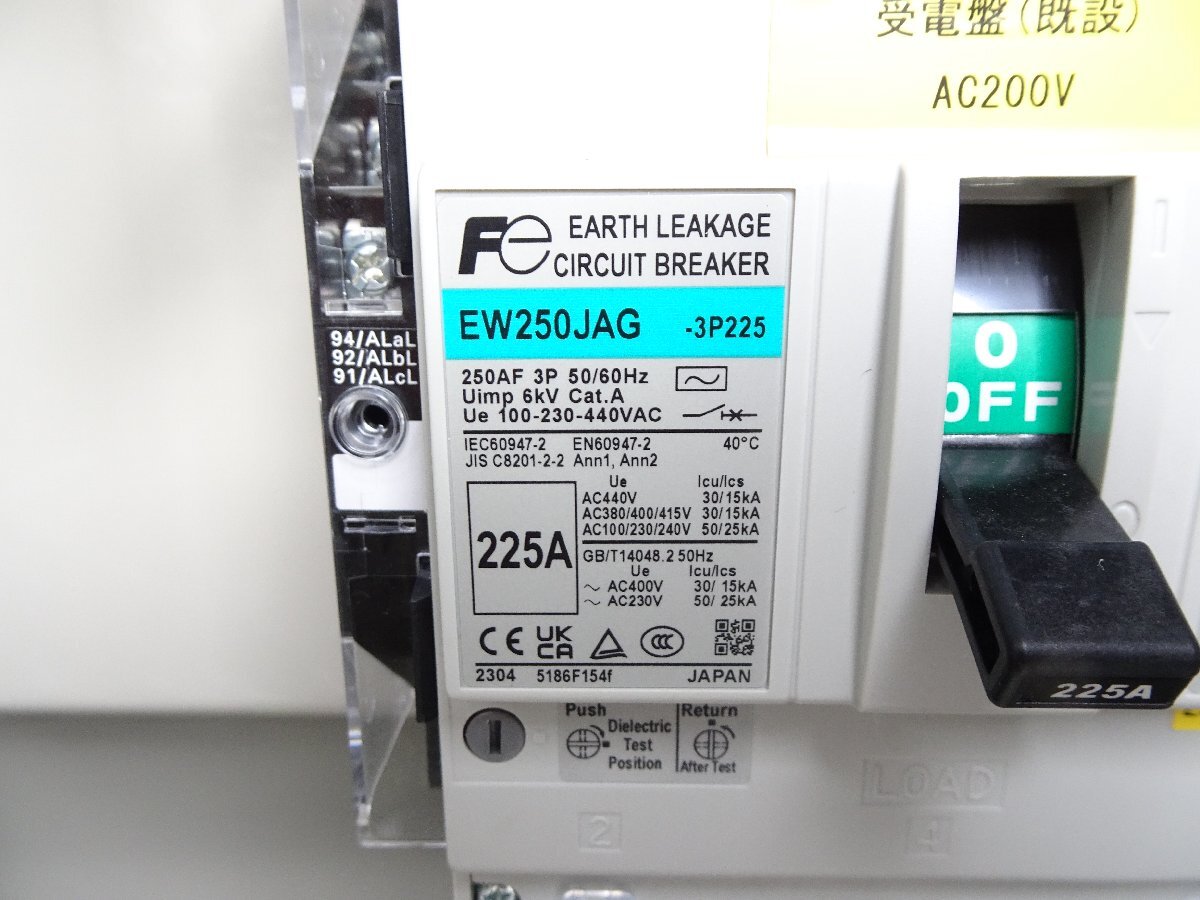 受電盤(既設)
AC200V
Fe EARTH LEAKAGE
CIRCUIT BREAKER
EW250JAG -3P225
250AF 3P 50/60Hz
Uimp 6kV Cat.A
Ue 100-230-440VAC
IEC60947-2 EN60947-2 40°C
JIS C8201-2-2 Ann1, Ann2
225A
Ue Icu/Ics
AC440V 30/15kA
AC380/400/415V 30/15kA
AC100/230/240V 50/25kA
GB/T14048.2 50Hz
Ue Icu/Ics
～ AC400V 30/ 15kA
～ AC230V 50/ 25kA
CE UK CA CCC
2304 5186F154f JAPAN
94/ALaL
92/ALbL
91/ALcL
O
OFF
225A
Push Return
Dielectric
Test
Position
After Test
LOAD
2 4